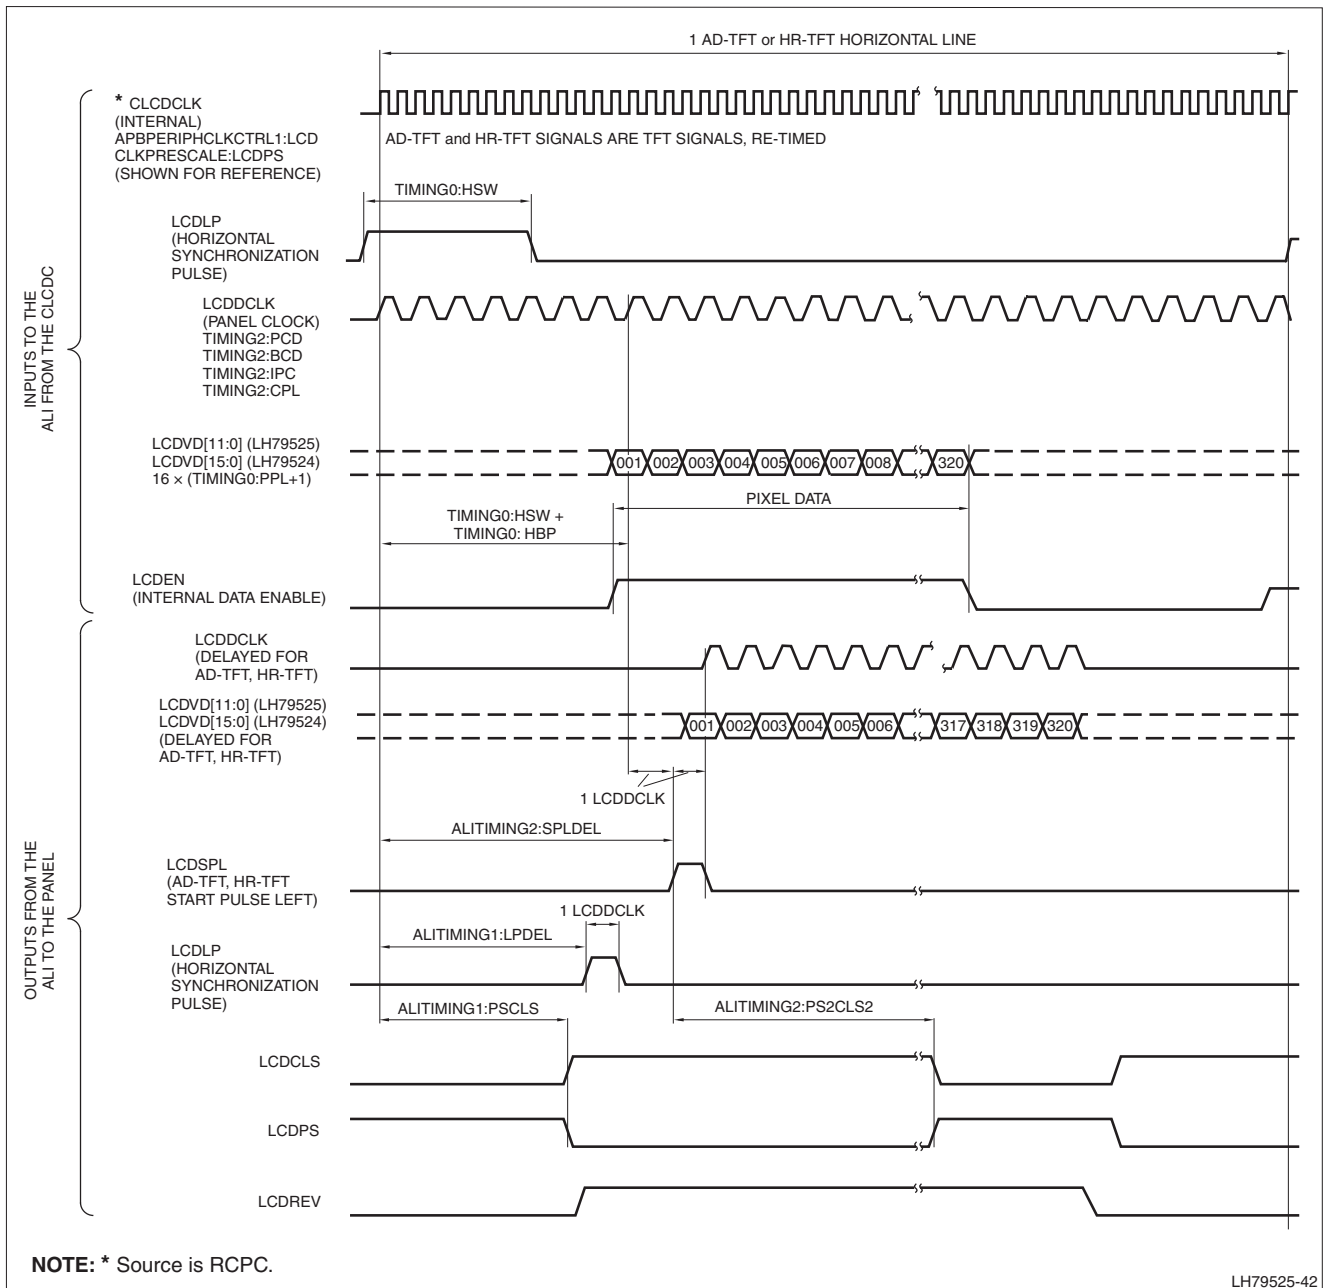 1 AD-TFT or HR-TFT HORIZONTAL LINE
* CLCDCLK
(INTERNAL)
APBPERIPHCLKCTRL1:LCD
CLKPRESCALE:LCDPS
(SHOWN FOR REFERENCE)
AD-TFT and HR-TFT SIGNALS ARE TFT SIGNALS, RE-TIMED
TIMING0:HSW
LCDLP
(HORIZONTAL
SYNCHRONIZATION
PULSE)
INPUTS TO THE
ALI FROM THE CLCDC
LCDDCLK
(PANEL CLOCK)
TIMING2:PCD
TIMING2:BCD
TIMING2:IPC
TIMING2:CPL
LCDVD[11:0] (LH79525)
LCDVD[15:0] (LH79524)
16 × (TIMING0:PPL+1)
001 002 003 004 005 006 007 008 320
PIXEL DATA
TIMING0:HSW +
TIMING0: HBP
LCDEN
(INTERNAL DATA ENABLE)
LCDDCLK
(DELAYED FOR
AD-TFT, HR-TFT)
LCDVD[11:0] (LH79525)
LCDVD[15:0] (LH79524)
(DELAYED FOR
AD-TFT, HR-TFT)
001 002 003 004 005 006 317 318 319 320
1 LCDDCLK
ALITIMING2:SPLDEL
OUTPUTS FROM THE
ALI TO THE PANEL
LCDSPL
(AD-TFT, HR-TFT
START PULSE LEFT)
1 LCDDCLK
ALITIMING1:LPDEL
LCDLP
(HORIZONTAL
SYNCHRONIZATION
PULSE)
ALITIMING1:PSCLS
ALITIMING2:PS2CLS2
LCDCLS
LCDPS
LCDREV
NOTE: * Source is RCPC.
LH79525-42